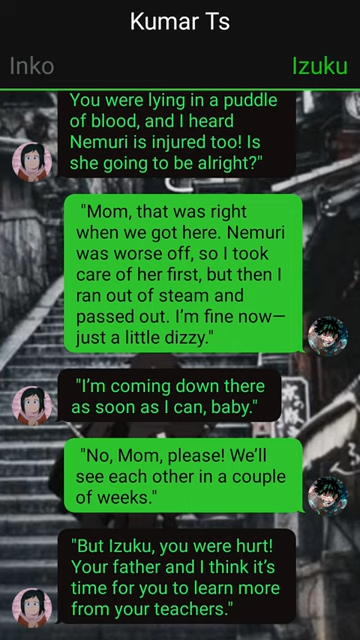 Kumar Ts
Inko
Izuku
You were lying in a puddle
of blood, and I heard
Nemuri is injured too! Is
she going to be alright?"
"Mom, that was right
when we got here. Nemuri
was worse off, so I took
care of her first, but then I
ran out of steam and
passed out. I’m fine now—
just a little dizzy."
"I’m coming down there
as soon as I can, baby."
"No, Mom, please! We’ll
see each other in a couple
of weeks."
"But Izuku, you were hurt!
Your father and I think it’s
time for you to learn more
from your teachers."